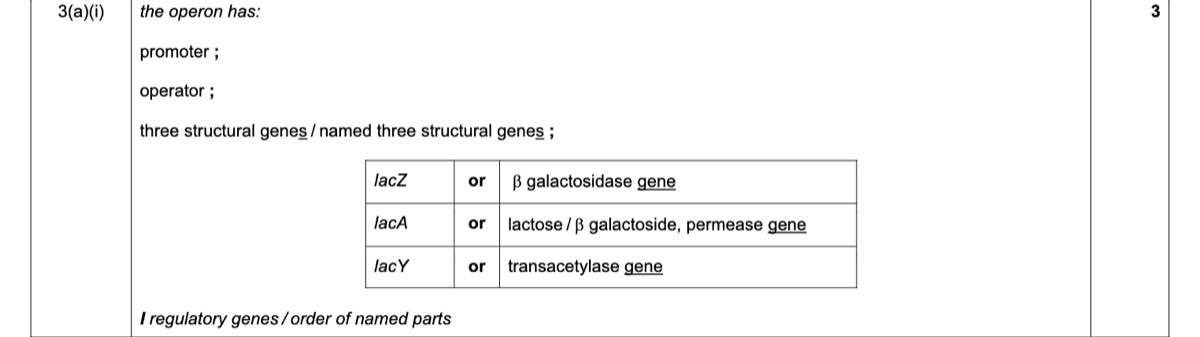 3(a)(i) the operon has: 3
promoter ;
operator ;
three structural genes / named three structural genes ;
lacZ or β galactosidase gene
lacA or lactose / β galactoside, permease gene
lacY or transacetylase gene
I regulatory genes / order of named parts